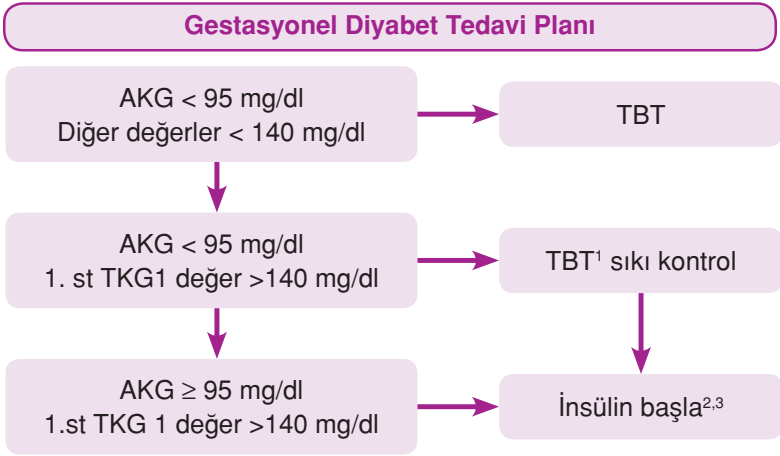 Gestasyonel Diyabet Tedavi Planı
AKG < 95 mg/dl
Diğer değerler < 140 mg/dl
TBT
AKG < 95 mg/dl
1. st TKG1 değer >140 mg/dl
TBT¹ sıkı kontrol
AKG ≥ 95 mg/dl
1.st TKG 1 değer >140 mg/dl
İnsülin başla²,³